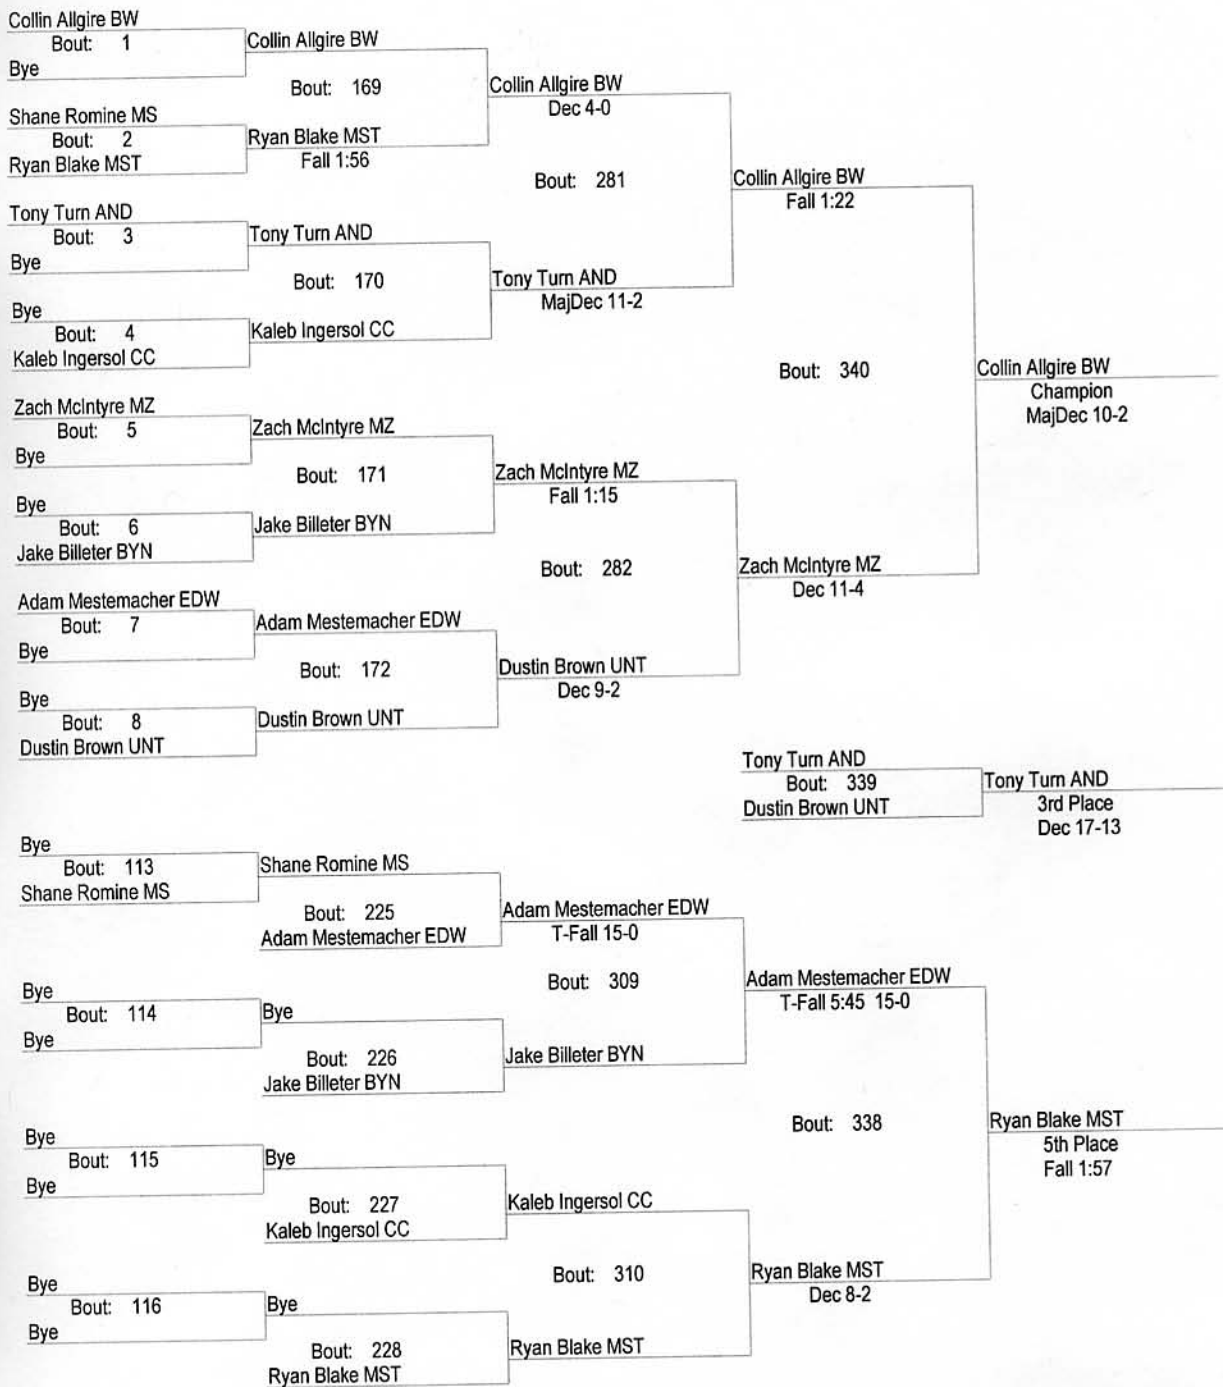 Collin Allgire BW
Bout: 1
Bye
Collin Allgire BW
Bout: 169
Shane Romine MS
Bout: 2
Ryan Blake MST
Ryan Blake MST
Fall 1:56
Collin Allgire BW
Dec 4-0
Bout: 281
Tony Turn AND
Bout: 3
Bye
Tony Turn AND
Bout: 170
Bye
Bout: 4
Kaleb Ingersol CC
Kaleb Ingersol CC
Tony Turn AND
MajDec 11-2
Collin Allgire BW
Fall 1:22
Bout: 340
Zach McIntyre MZ
Bout: 5
Bye
Zach McIntyre MZ
Bout: 171
Bye
Bout: 6
Jake Billeter BYN
Jake Billeter BYN
Zach McIntyre MZ
Fall 1:15
Bout: 282
Adam Mestemacher EDW
Bout: 7
Bye
Adam Mestemacher EDW
Bout: 172
Bye
Bout: 8
Dustin Brown UNT
Dustin Brown UNT
Dustin Brown UNT
Dec 9-2
Zach McIntyre MZ
Dec 11-4
Collin Allgire BW
Champion
MajDec 10-2
Tony Turn AND
Bout: 339
Dustin Brown UNT
Tony Turn AND
3rd Place
Dec 17-13
Bye
Bout: 113
Shane Romine MS
Shane Romine MS
Bout: 225
Adam Mestemacher EDW
Adam Mestemacher EDW
T-Fall 15-0
Bout: 309
Bye
Bout: 114
Bye
Bye
Bout: 226
Jake Billeter BYN
Jake Billeter BYN
Adam Mestemacher EDW
T-Fall 5:45 15-0
Bout: 338
Bye
Bout: 115
Bye
Bye
Bout: 227
Kaleb Ingersol CC
Kaleb Ingersol CC
Bout: 310
Bye
Bout: 116
Bye
Bye
Bout: 228
Ryan Blake MST
Ryan Blake MST
Ryan Blake MST
Dec 8-2
Ryan Blake MST
5th Place
Fall 1:57